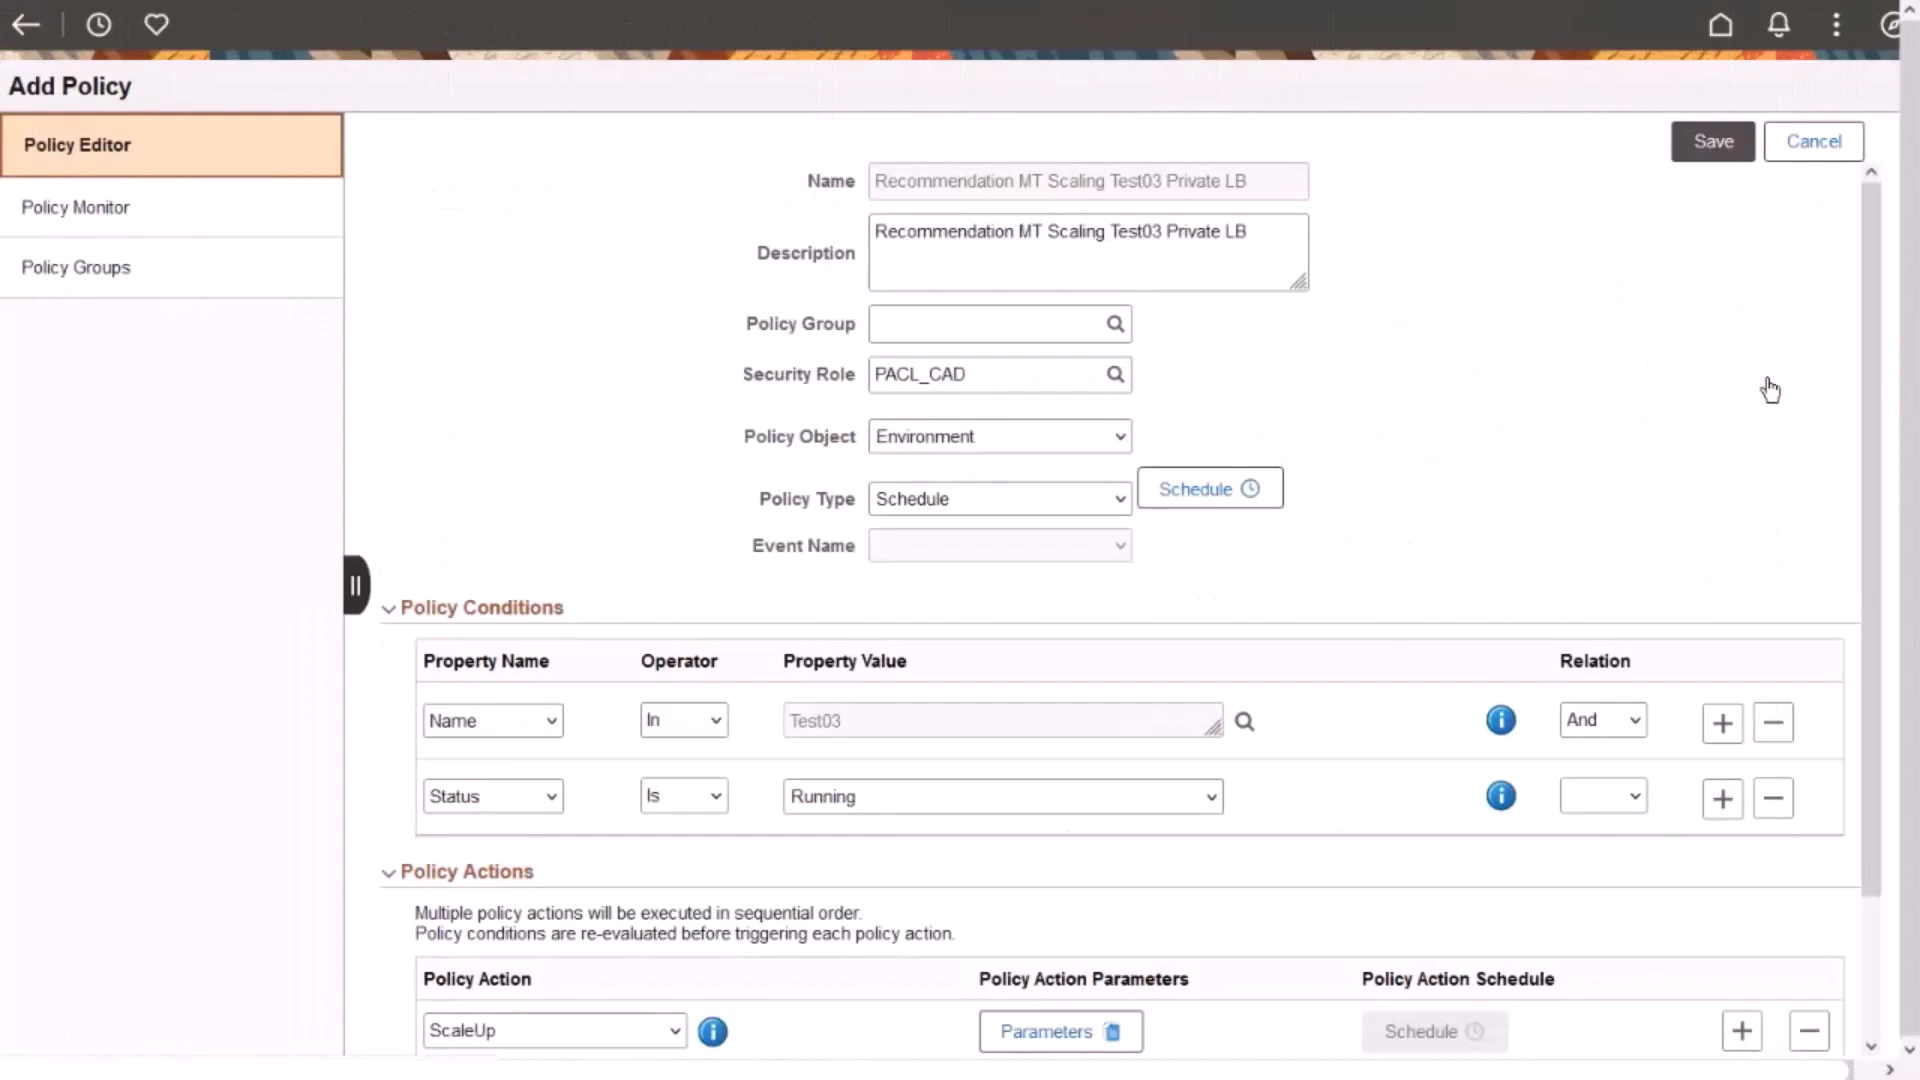 Add Policy
Policy Editor
Policy Monitor
Policy Groups
Save
Cancel
Name
Recommendation MT Scaling Test03 Private LB
Description
Recommendation MT Scaling Test03 Private LB
Policy Group
Security Role
PACL_CAD
Policy Object
Environment
Policy Type
Schedule
Schedule
Event Name
Policy Conditions
Property Name Operator Property Value Relation
Name In Test03 And
Status Is Running
Policy Actions
Multiple policy actions will be executed in sequential order.
Policy conditions are re-evaluated before triggering each policy action.
Policy Action Policy Action Parameters Policy Action Schedule
ScaleUp Parameters Schedule